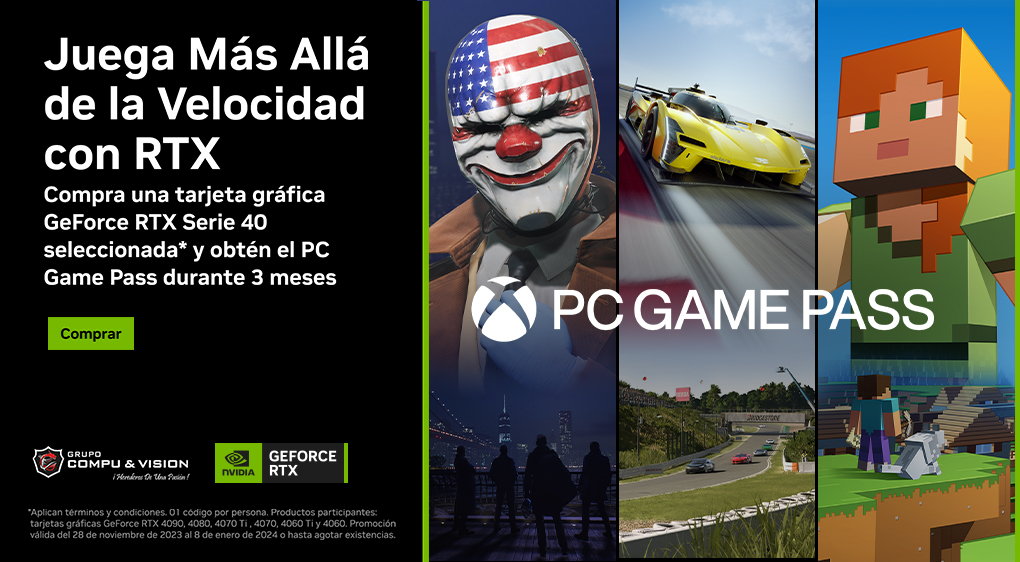 Juega Más Allá
de la Velocidad
con RTX
Compra una tarjeta gráfica
GeForce RTX Serie 40
seleccionada* y obtén el PC
Game Pass durante 3 meses
Comprar
PC GAME PASS
GRUPO
COMPU & VISION
¡Herederos De Una Pasión!
NVIDIA
GEFORCE
RTX
*Aplican términos y condiciones. 01 código por persona. Productos participantes:
tarjetas gráficas GeForce RTX 4090, 4080, 4070 Ti , 4070, 4060 Ti y 4060. Promoción
válida del 28 de noviembre de 2023 al 8 de enero de 2024 o hasta agotar existencias.
BRIDGESTONE